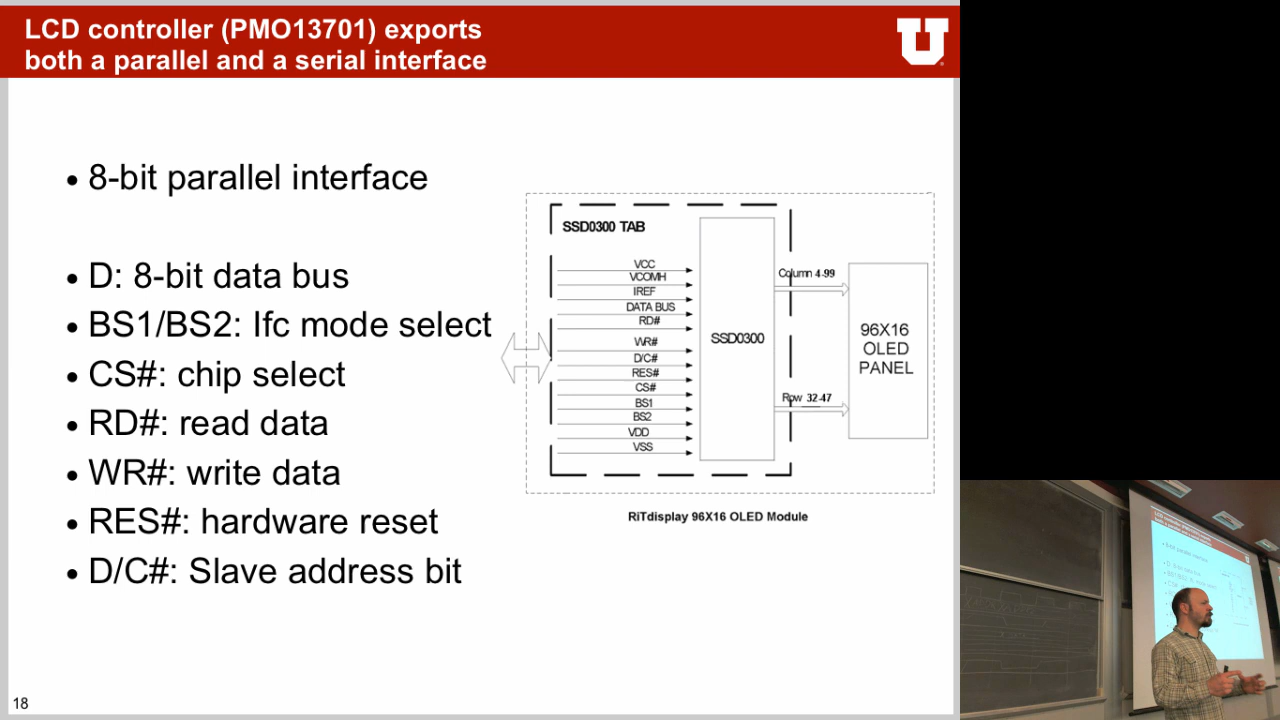 LCD controller (PMO13701) exports
both a parallel and a serial interface
U
• 8-bit parallel interface
• D: 8-bit data bus
• BS1/BS2: Ifc mode select
• CS#: chip select
• RD#: read data
• WR#: write data
• RES#: hardware reset
• D/C#: Slave address bit
SSD0300 TAB
VCC
VCOMH
IREF
DATA BUS
RD#
WR#
D/C#
RES#
CS#
BS1
BS2
VDD
VSS
SSD0300
Column 4-99
Row 32-47
96X16
OLED
PANEL
RiTdisplay 96X16 OLED Module
18